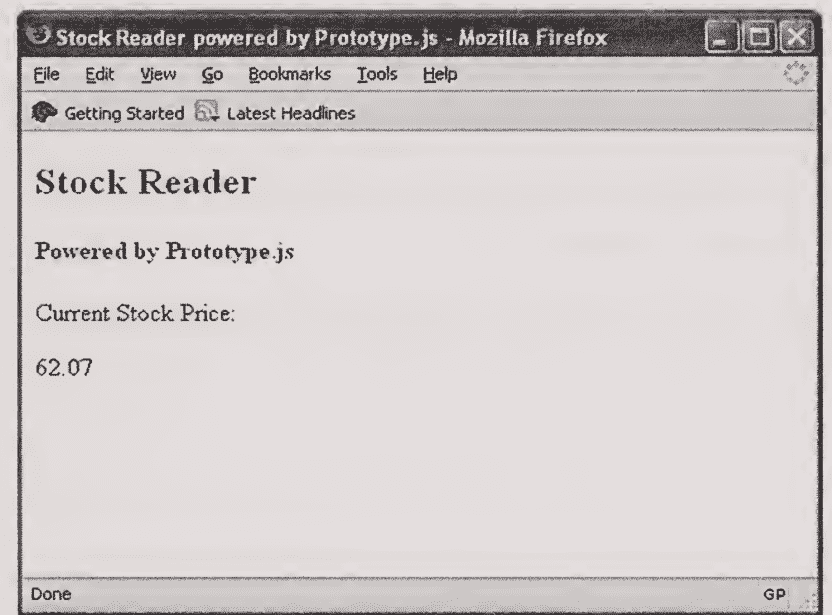 Stock Reader powered by Prototype.js - Mozilla Firefox
File Edit View Go Bookmarks Tools Help
Getting Started Latest Headlines
Stock Reader
Powered by Prototype.js
Current Stock Price:
62.07
Done GP